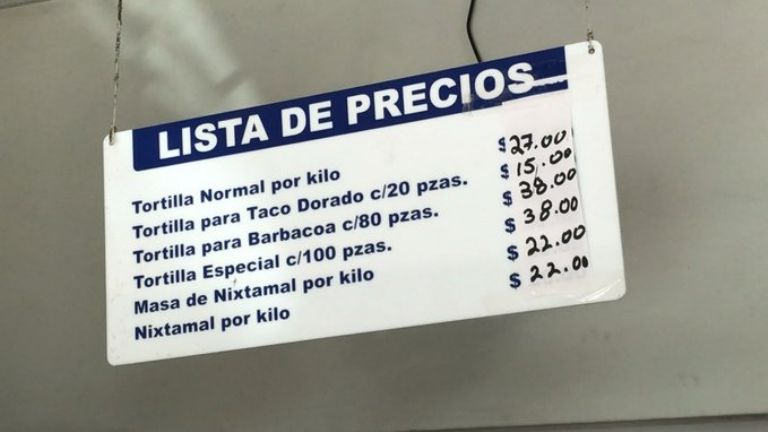 LISTA DE PRECIOS
Tortilla Normal por kilo $27.00
Tortilla para Taco Dorado c/20 pzas. $15.00
Tortilla para Barbacoa c/80 pzas. $38.00
Tortilla Especial c/100 pzas. $38.00
Masa de Nixtamal por kilo $22.00
Nixtamal por kilo $22.00